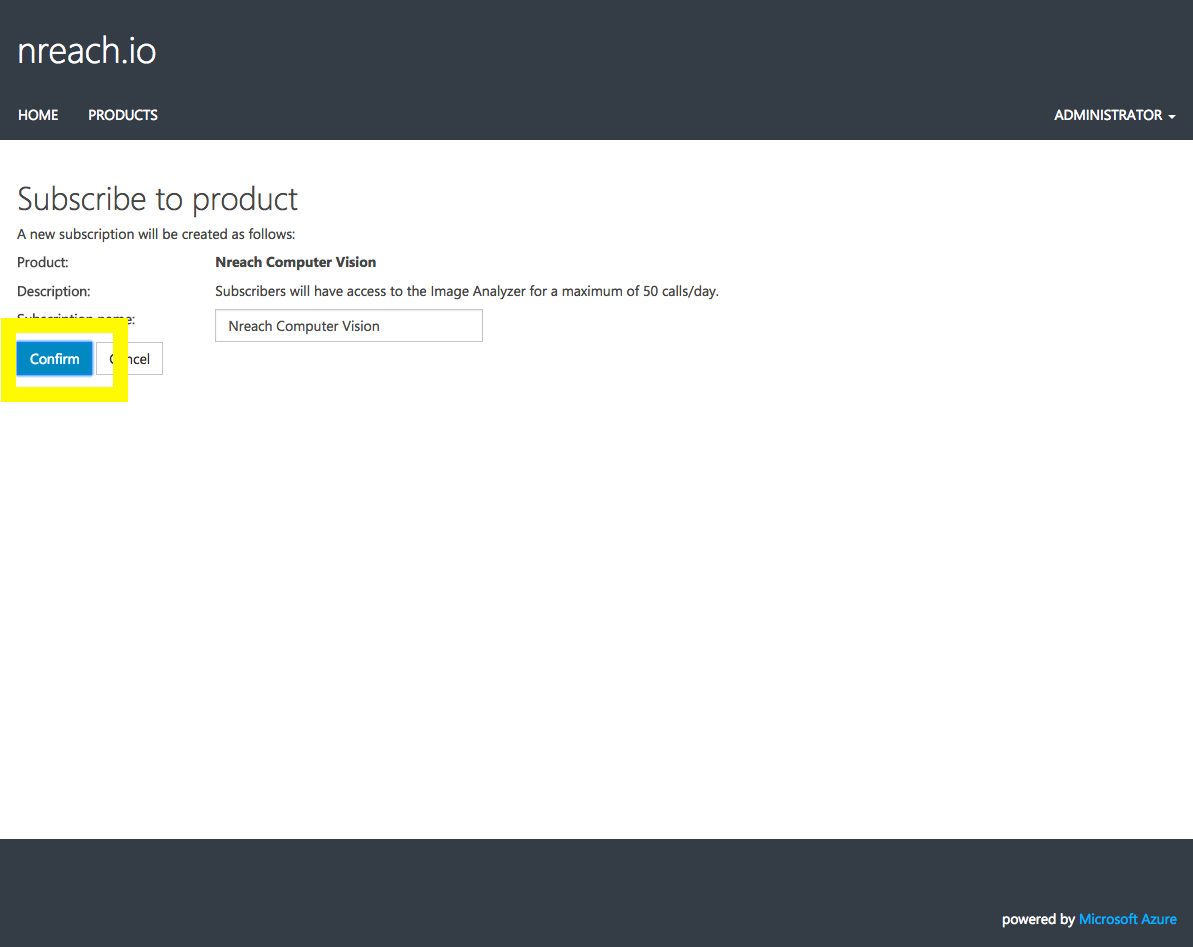 nreach.io
HOME PRODUCTS ADMINISTRATOR
Subscribe to product
A new subscription will be created as follows:
Product: Nreach Computer Vision
Description: Subscribers will have access to the Image Analyzer for a maximum of 50 calls/day.
Subscription name: Nreach Computer Vision
Confirm Cancel
powered by Microsoft Azure